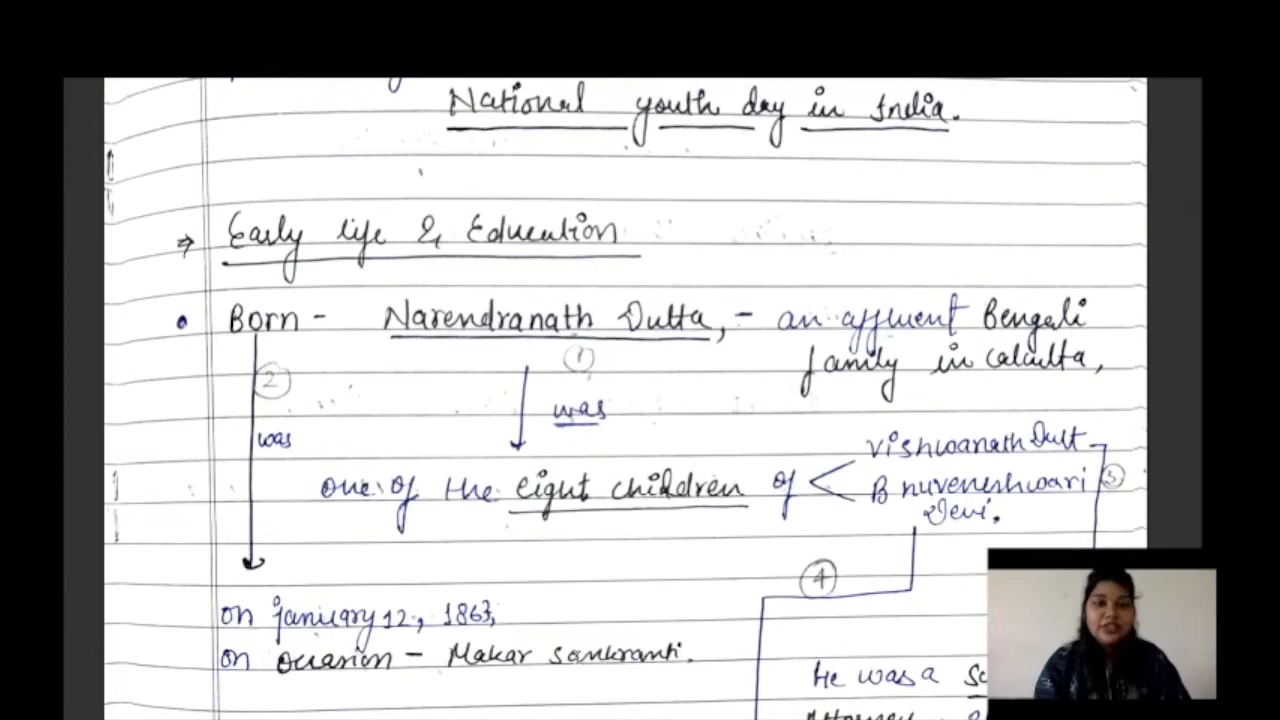 National youth day in India.
⇒ Early life & Education
• Born - Narendranath Dutta, - an affluent Bengali
family in Calcutta,
①
②
was
was
one of the eight children of < Vishwanath Dutt
Bhuveneshwari
Devi.
③
④
on january 12, 1863,
on occasion - Makar Sankranti.
He was a
Attorney